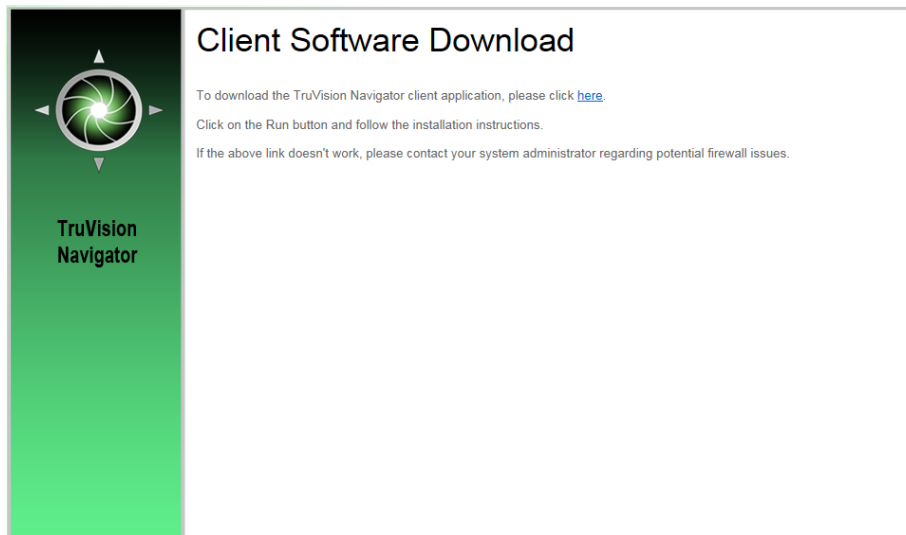 Client Software Download
To download the TruVision Navigator client application, please click here.
Click on the Run button and follow the installation instructions.
If the above link doesn't work, please contact your system administrator regarding potential firewall issues.
TruVision
Navigator